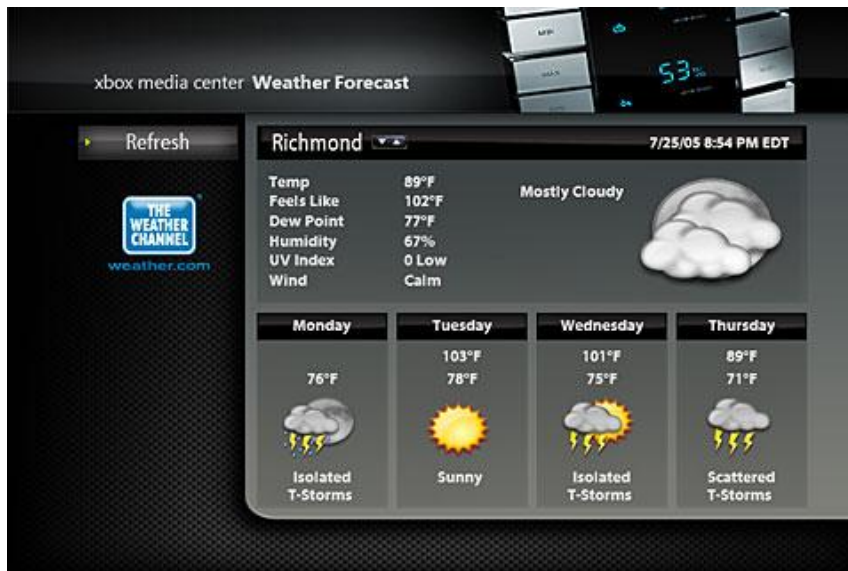 xbox media center Weather Forecast
MIN
MAX
53
Refresh
THE
WEATHER
CHANNEL
weather.com
Richmond 7/25/05 8:54 PM EDT
Temp 89°F
Feels Like 102°F
Dew Point 77°F
Humidity 67%
UV Index 0 Low
Wind Calm
Mostly Cloudy
Monday Tuesday Wednesday Thursday
103°F 101°F 89°F
76°F 78°F 75°F 71°F
Isolated Sunny Isolated Scattered
T-Storms T-Storms T-Storms